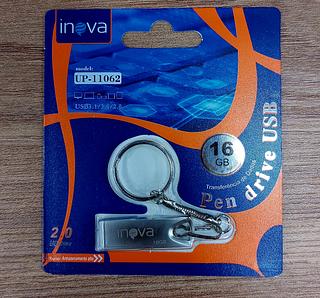 inova
model:
UP-11062
USB3.1/3.0/2.0
16
GB
Transferência de Dados
Pen drive USB
inova
16GB
2.0